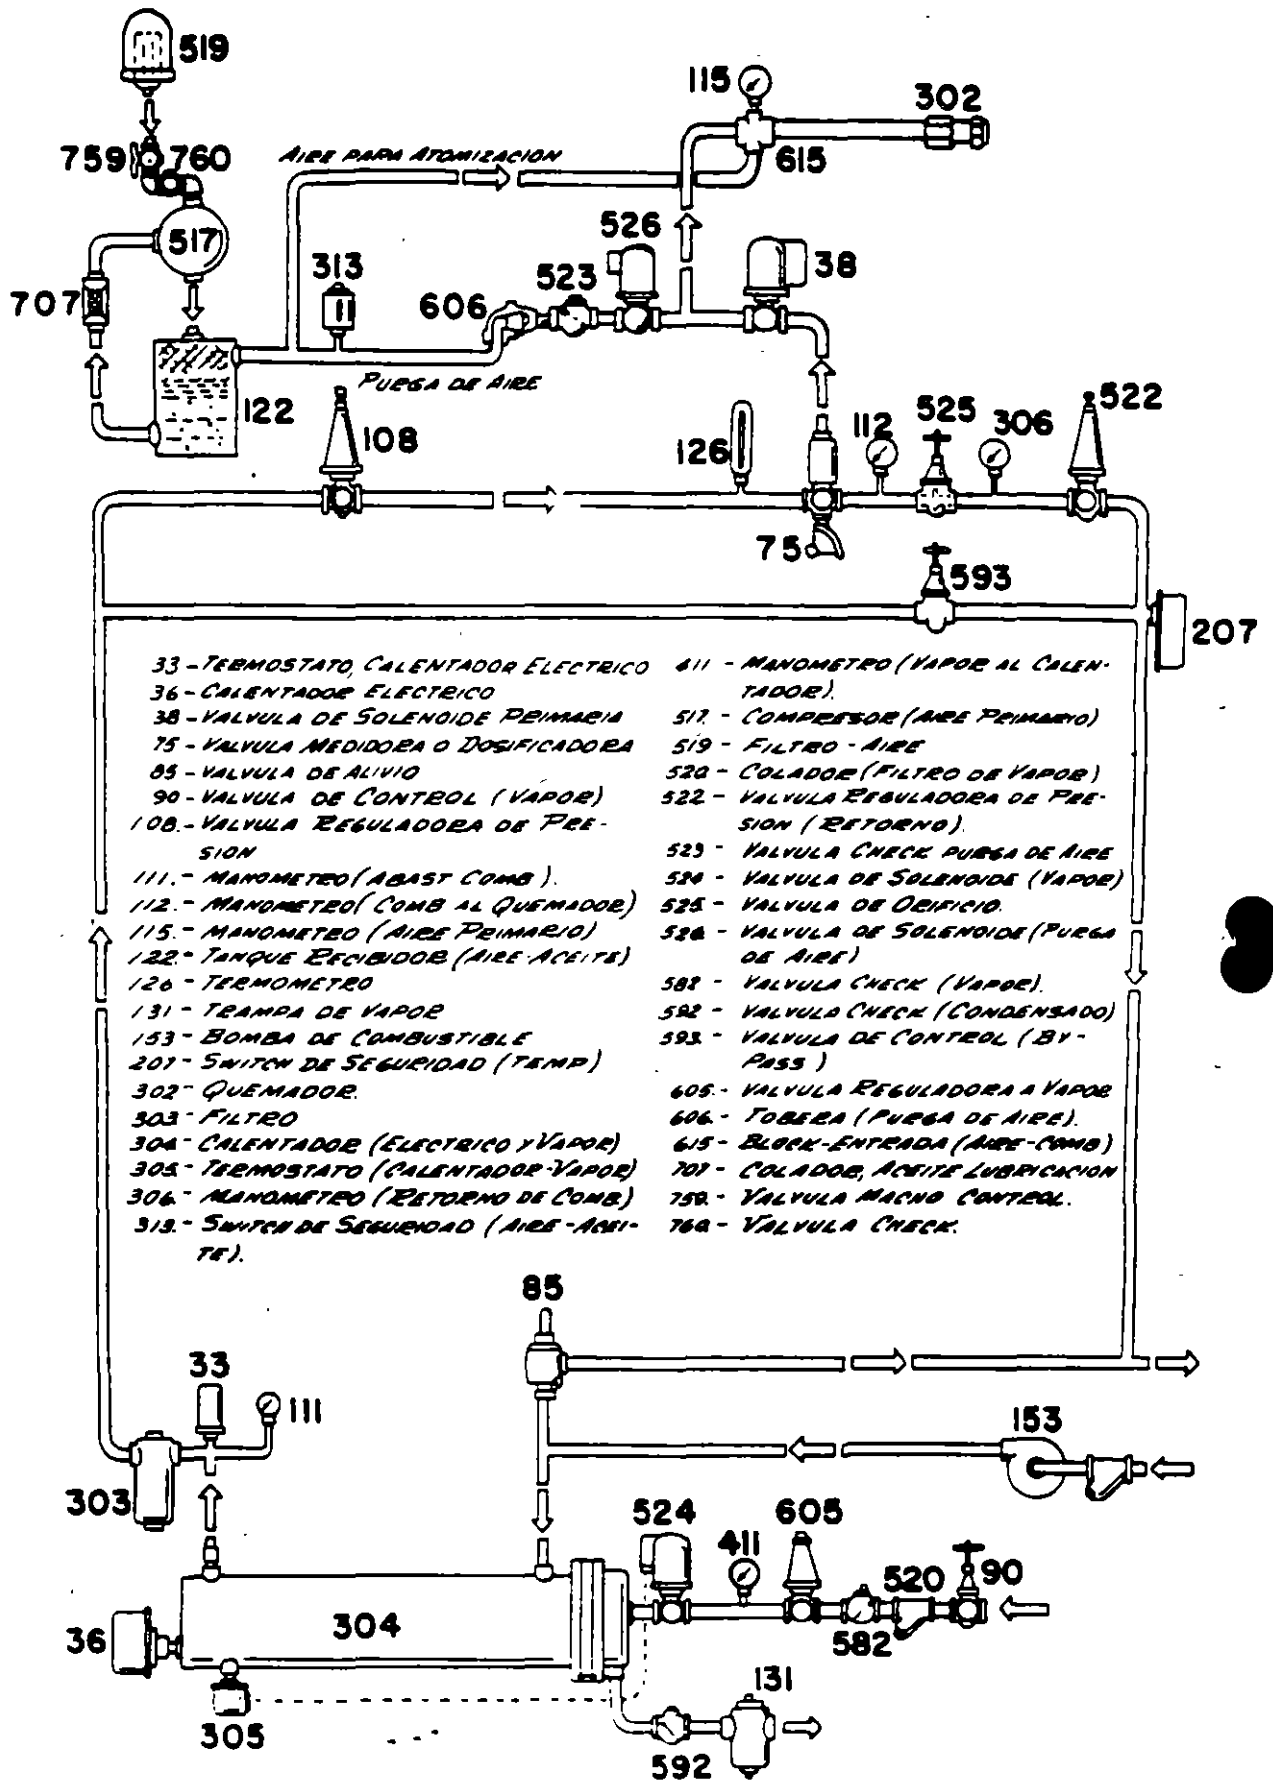 519
115
302
759
760
AIRE PARA ATOMIZACION
615
526
517
313
523
38
707
606
PURGA DE AIRE
122
108
126
112
525
306
522
75
593
207
33 - TERMOSTATO, CALENTADOR ELECTRICO
36 - CALENTADOR ELECTRICO
38 - VALVULA DE SOLENOIDE PRIMARIA
75 - VALVULA MEDIDORA O DOSIFICADORA
85 - VALVULA DE ALIVIO
90 - VALVULA DE CONTROL (VAPOR)
108.- VALVULA REGULADORA DE PRE-
SION
111.- MANOMETRO (ABAST COMB).
112.- MANOMETRO (COMB AL QUEMADOR)
115.- MANOMETRO (AIRE PRIMARIO)
122.- TANQUE RECIBIDOR (AIRE-ACEITE)
126 - TERMOMETRO
131 - TRAMPA DE VAPOR
153 - BOMBA DE COMBUSTIBLE
207 - SWITCH DE SEGURIDAD (TEMP)
302 - QUEMADOR.
303 - FILTRO
304 - CALENTADOR (ELECTRICO Y VAPOR)
305.- TERMOSTATO (CALENTADOR-VAPOR)
306.- MANOMETRO (RETORNO DE COMB)
313.- SWITCH DE SEGURIDAD (AIRE-ACEI-
TE).
411 - MANOMETRO (VAPOR AL CALEN-
TADOR).
517.- COMPRESOR (AIRE PRIMARIO)
519 - FILTRO - AIRE
520 - COLADOR (FILTRO DE VAPOR)
522 - VALVULA REGULADORA DE PRE-
SION (RETORNO).
523 - VALVULA CHECK PURGA DE AIRE
524 - VALVULA DE SOLENOIDE (VAPOR)
525.- VALVULA DE ORIFICIO.
526.- VALVULA DE SOLENOIDE (PURGA
DE AIRE)
582 - VALVULA CHECK (VAPOR).
592 - VALVULA CHECK (CONDENSADO)
593.- VALVULA DE CONTROL (BY-
PASS)
605.- VALVULA REGULADORA A VAPOR
606.- TOBERA (PURGA DE AIRE).
615 - BLOCK-ENTRADA (AIRE-COMB)
707 - COLADOR, ACEITE LUBRICACION
759.- VALVULA MACHO CONTROL.
760.- VALVULA CHECK.
85
33
111
153
303
524
411
605
520
90
36
304
582
305
592
131